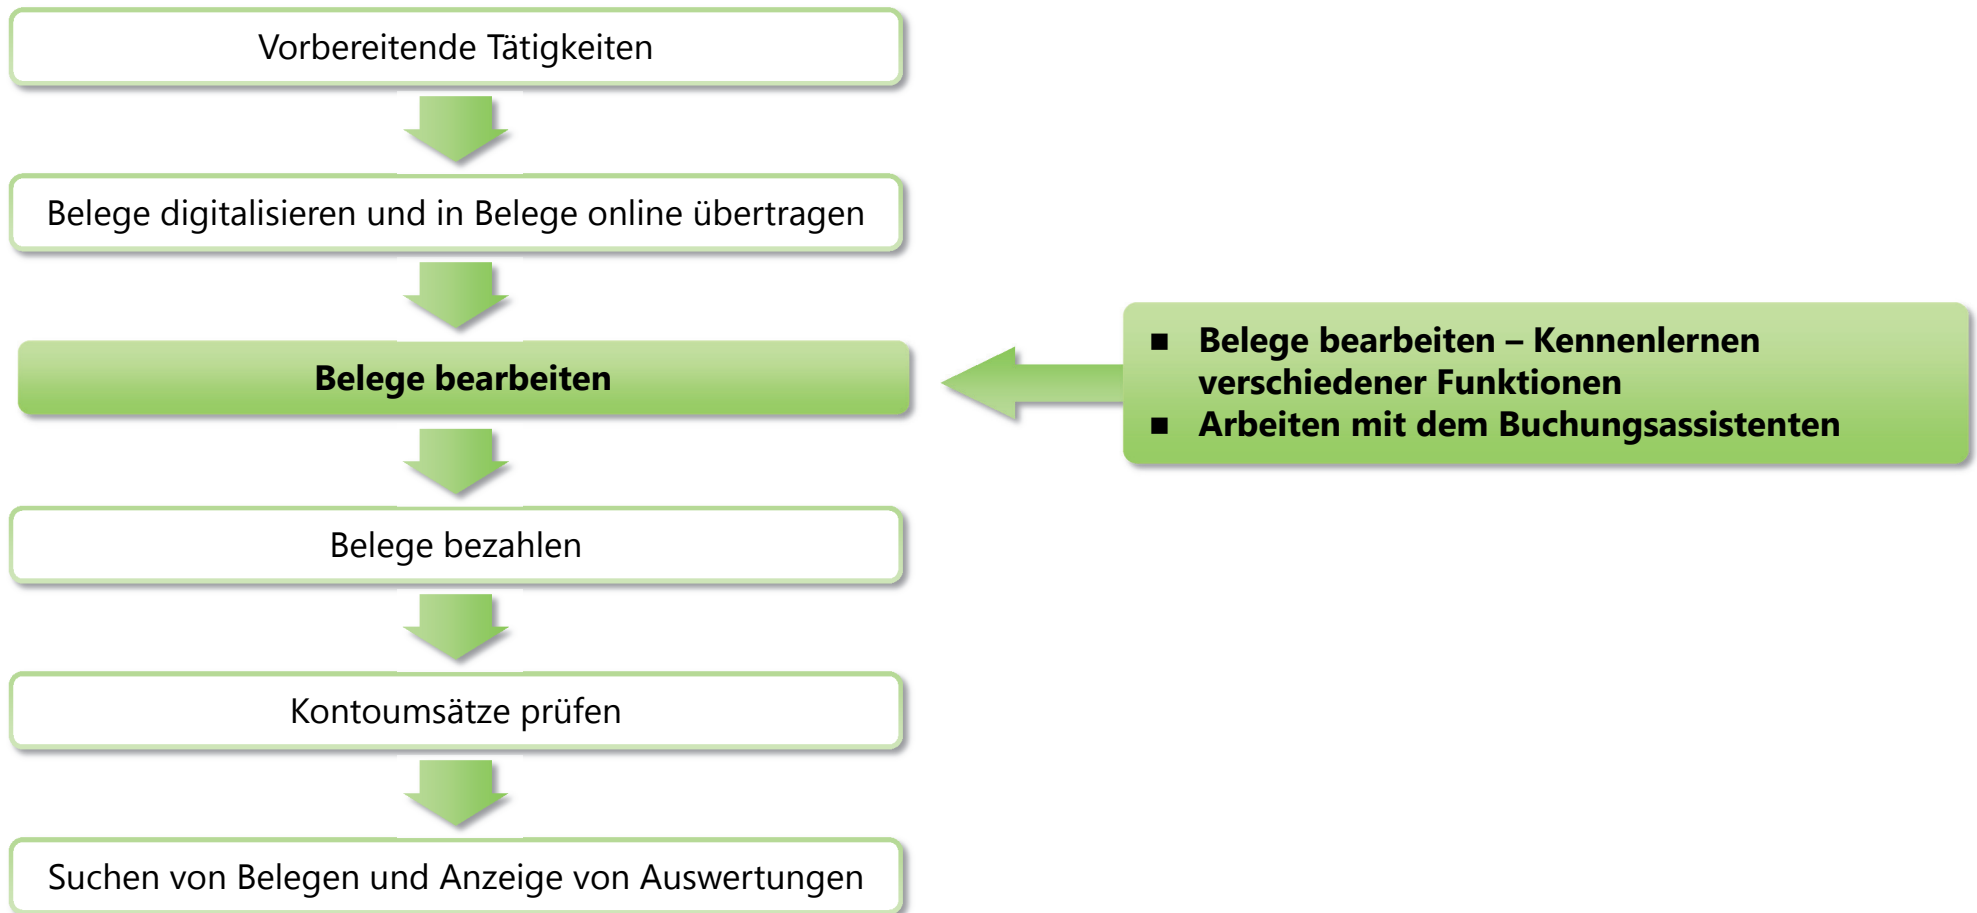 Vorbereitende Tätigkeiten
Belege digitalisieren und in Belege online übertragen
Belege bearbeiten
■ Belege bearbeiten – Kennenlernen
verschiedener Funktionen
■ Arbeiten mit dem Buchungsassistenten
Belege bezahlen
Kontoumsätze prüfen
Suchen von Belegen und Anzeige von Auswertungen